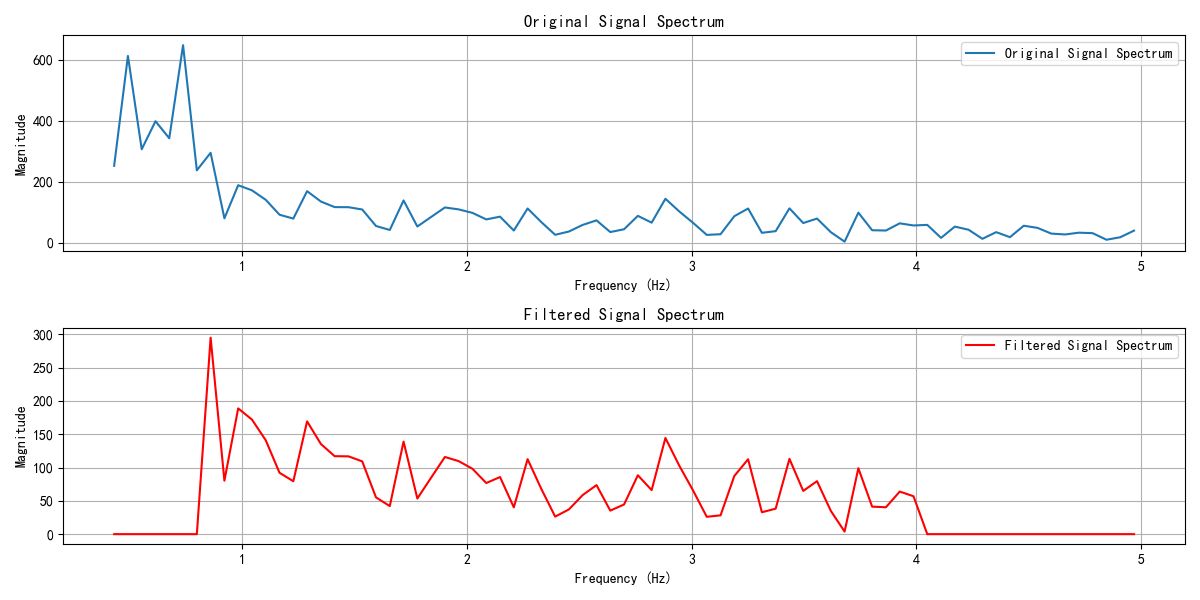 Original Signal Spectrum
Original Signal Spectrum
Magnitude
600
400
200
0
1 2 3 4 5
Frequency (Hz)
Filtered Signal Spectrum
Filtered Signal Spectrum
Magnitude
300
250
200
150
100
50
0
1 2 3 4 5
Frequency (Hz)